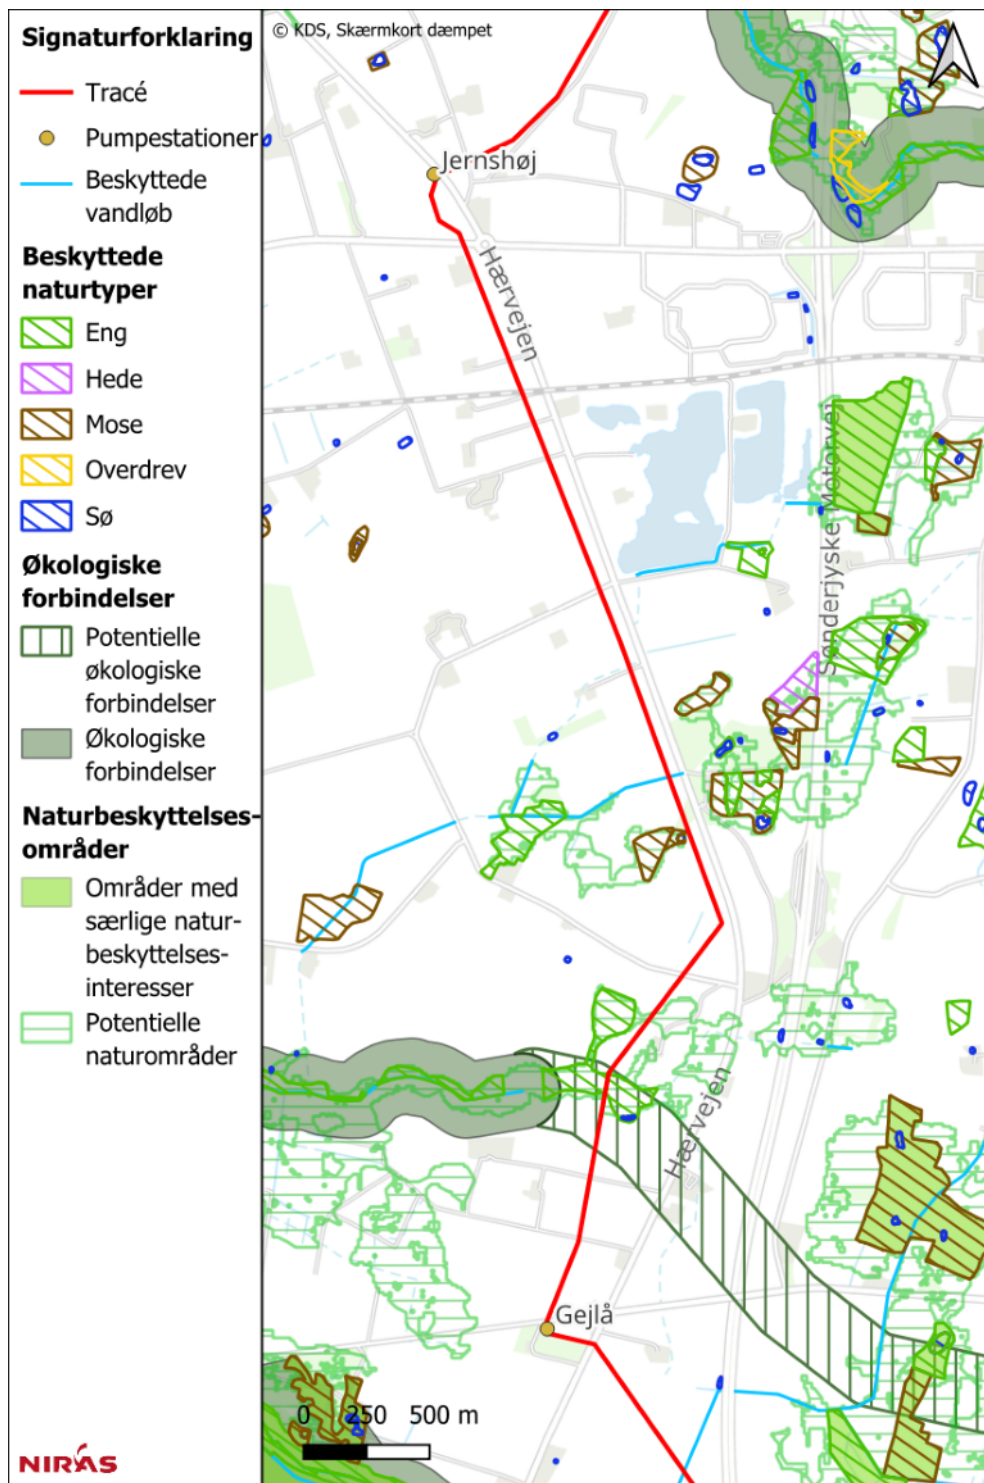 Signaturforklaring
Tracé
Pumpestationer
Beskyttede
vandløb
Beskyttede
naturtyper
Eng
Hede
Mose
Overdrev
Sø
Økologiske
forbindelser
Potentielle
økologiske
forbindelser
Økologiske
forbindelser
Naturbeskyttelses-
områder
Områder med
særlige natur-
beskyttelses-
interesser
Potentielle
naturområder
NIRÁS
© KDS, Skærmkort dæmpet
Jernshøj
Hærvejen
Sønderjyske Motorvej
Hærvejen
Gejlå
0 250 500 m